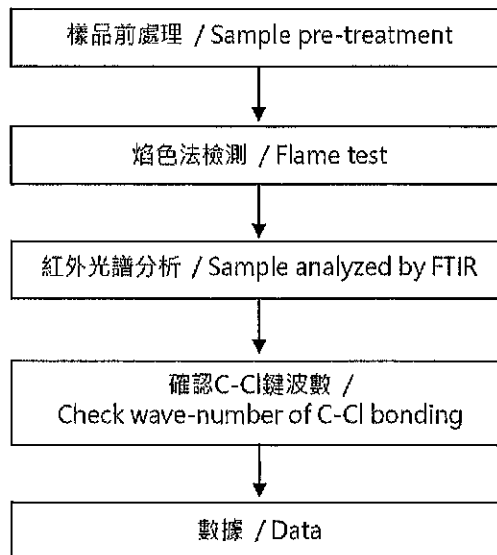 樣品前處理 / Sample pre-treatment
焰色法檢測 / Flame test
紅外光譜分析 / Sample analyzed by FTIR
確認C-Cl鍵波數 /
Check wave-number of C-Cl bonding
數據 / Data